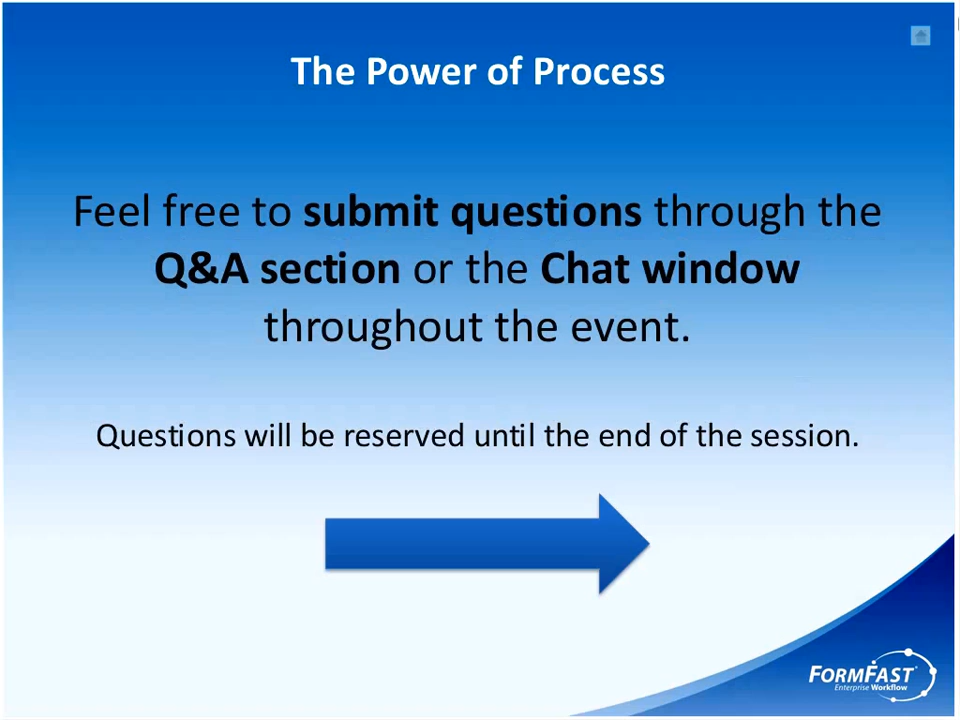 The Power of Process
Feel free to submit questions through the
Q&A section or the Chat window
throughout the event.
Questions will be reserved until the end of the session.
FORMFAST
Enterprise Workflow